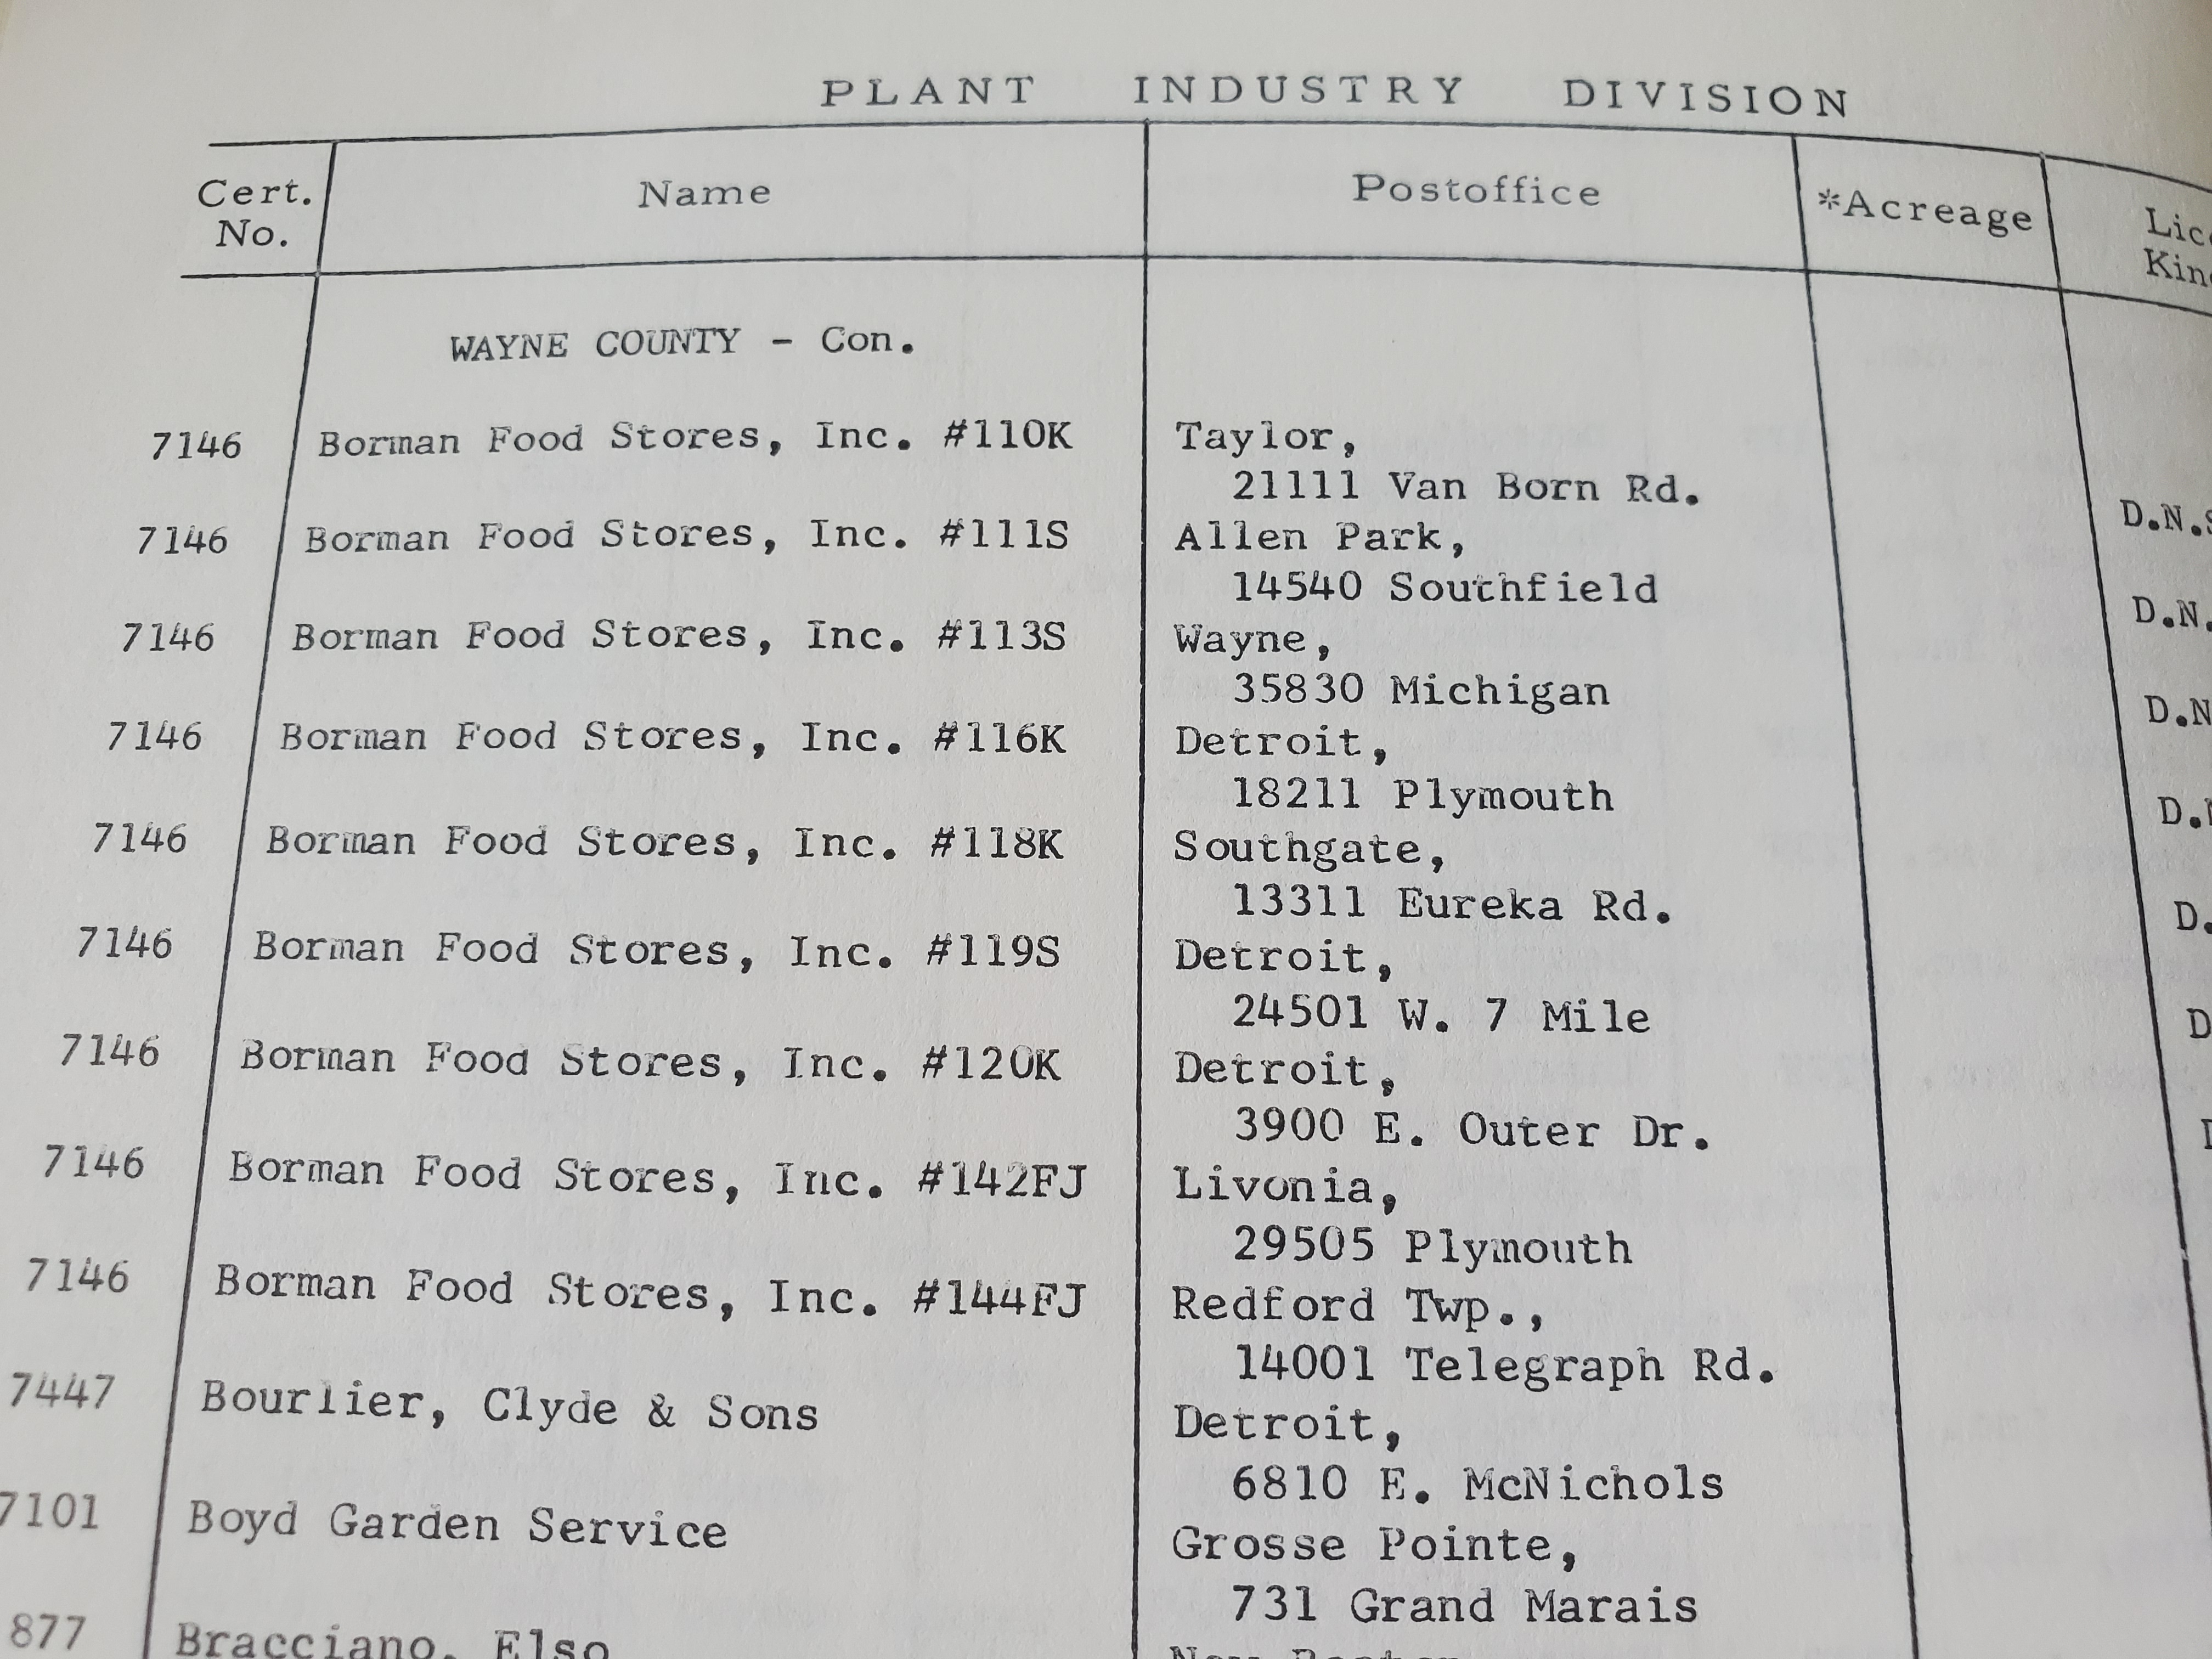 PLANT INDUSTRY DIVISION
Cert. No. Name Postoffice *Acreage
WAYNE COUNTY - Con.
7146 Borman Food Stores, Inc. #110K Taylor,
21111 Van Born Rd.
7146 Borman Food Stores, Inc. #111S Allen Park,
14540 Southfield
7146 Borman Food Stores, Inc. #113S Wayne,
35830 Michigan
7146 Borman Food Stores, Inc. #116K Detroit,
18211 Plymouth
7146 Borman Food Stores, Inc. #118K Southgate,
13311 Eureka Rd.
7146 Borman Food Stores, Inc. #119S Detroit,
24501 W. 7 Mile
7146 Borman Food Stores, Inc. #120K Detroit,
3900 E. Outer Dr.
7146 Borman Food Stores, Inc. #142FJ Livonia,
29505 Plymouth
7146 Borman Food Stores, Inc. #144FJ Redford Twp.,
14001 Telegraph Rd.
7447 Bourlier, Clyde & Sons Detroit,
6810 E. McNichols
7101 Boyd Garden Service Grosse Pointe,
731 Grand Marais
877 Bracciano, Elso